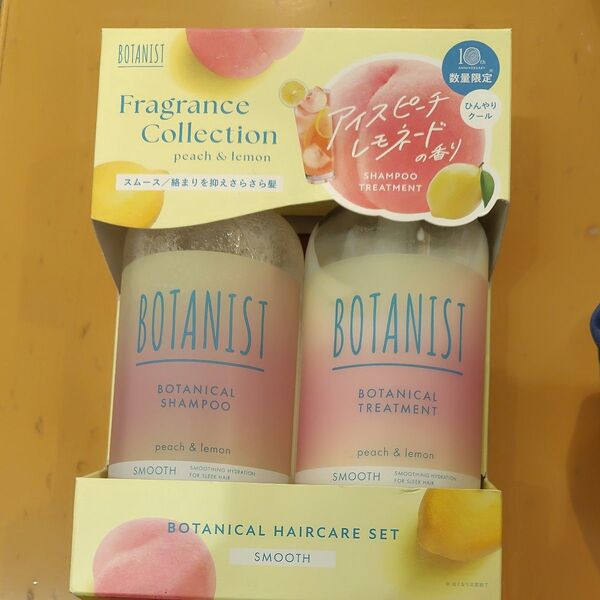 BOTANIST
Fragrance
Collection
peach & lemon
スムース／絡まりを抑えさらさら髪
アイスピーチ
レモネード
の香り
SHAMPOO
TREATMENT
10th
ANNIVERSARY
数量限定
ひんやり
クール
BOTANIST
BOTANICAL
SHAMPOO
peach & lemon
SMOOTH
SMOOTHING HYDRATION
FOR SLEEK HAIR
BOTANIST
BOTANICAL
TREATMENT
peach & lemon
SMOOTH
SMOOTHING HYDRATION
FOR SLEEK HAIR
BOTANICAL HAIRCARE SET
SMOOTH